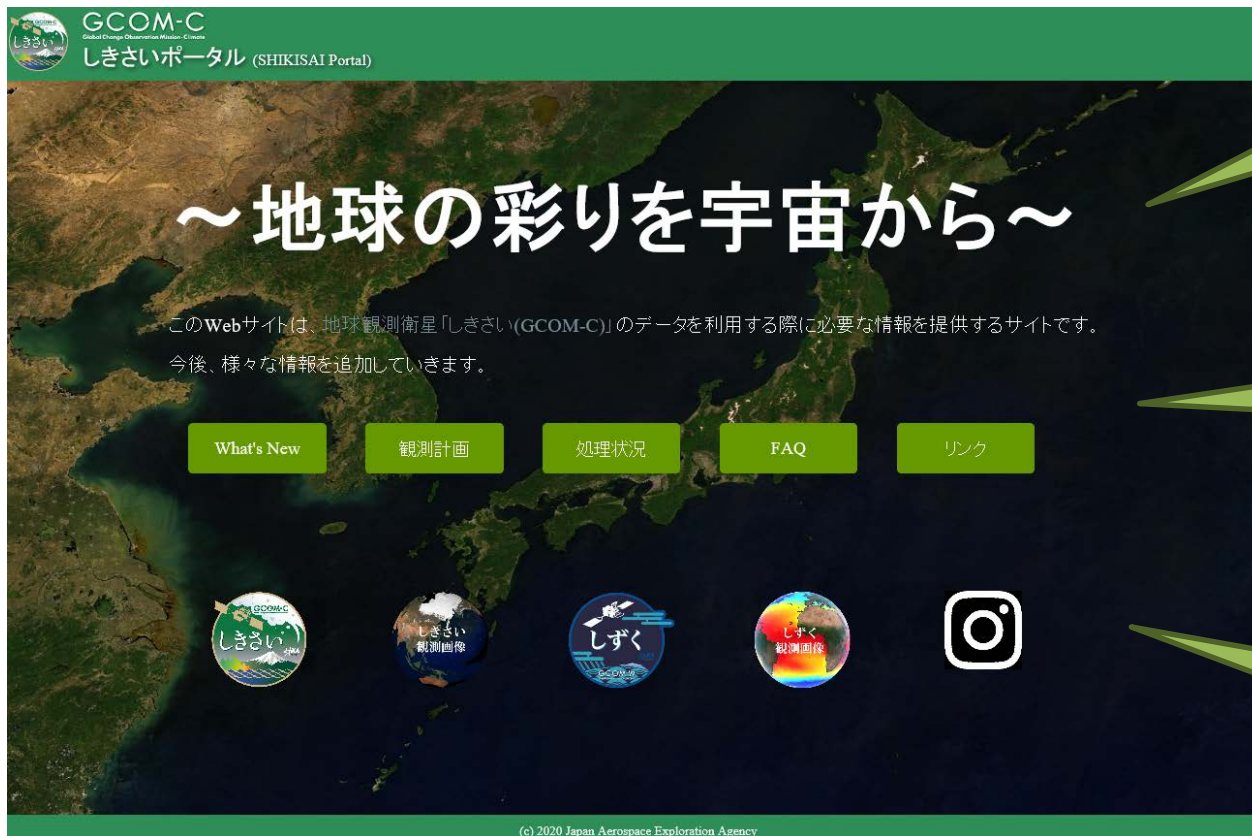 GCOM-C
Global Change Observation Mission-Climate
しきさいポータル (SHIKISAI Portal)
～地球の彩りを宇宙から～
このWebサイトは、地球観測衛星「しきさい(GCOM-C)」のデータを利用する際に必要な情報を提供するサイトです。
今後、様々な情報を追加していきます。
What's New 観測計画 処理状況 FAQ リンク
GCOM-C
しきさい
しきさい
観測画像
しずく
GCOM-W
しずく
観測画像
(c) 2020 Japan Aerospace Exploration Agency